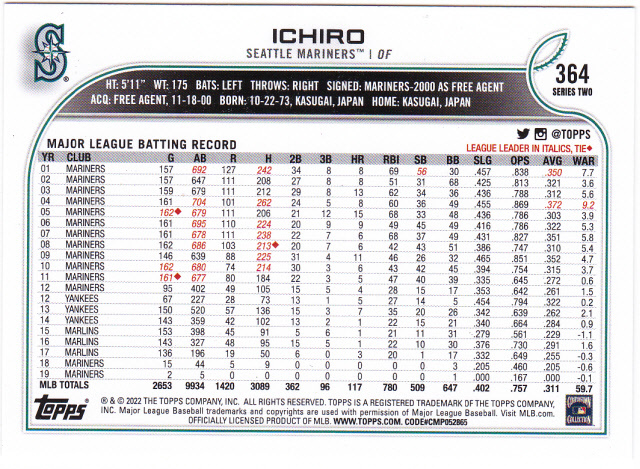 S
ICHIRO
SEATTLE MARINERS™ | OF
364
SERIES TWO
HT: 5'11" WT: 175 BATS: LEFT THROWS: RIGHT SIGNED: MARINERS-2000 AS FREE AGENT
ACQ: FREE AGENT, 11-18-00 BORN: 10-22-73, KASUGAI, JAPAN HOME: KASUGAI, JAPAN
@TOPPS
MAJOR LEAGUE BATTING RECORD LEAGUE LEADER IN ITALICS, TIE♦
YR CLUB G AB R H 2B 3B HR RBI SB BB SLG OPS AVG WAR
01 MARINERS 157 692 127 242 34 8 8 69 56 30 .457 .838 .350 7.7
02 MARINERS 157 647 111 208 27 8 8 51 31 68 .425 .813 .321 3.6
03 MARINERS 159 679 111 212 29 8 13 62 34 36 .436 .788 .312 5.6
04 MARINERS 161 704 101 262 24 5 8 60 36 49 .455 .869 .372 9.2
05 MARINERS 162♦ 679 111 206 21 12 15 68 33 48 .436 .786 .303 3.9
06 MARINERS 161 695 110 224 20 9 9 49 45 49 .416 .786 .322 5.3
07 MARINERS 161 678 111 238 22 7 6 68 37 49 .431 .827 .351 5.8
08 MARINERS 162 686 103 213♦ 20 7 6 42 43 51 .386 .747 .310 5.4
09 MARINERS 146 639 88 225 31 4 11 46 26 32 .465 .851 .352 4.7
10 MARINERS 162 680 74 214 30 3 6 43 42 45 .394 .754 .315 3.7
11 MARINERS 161♦ 677 80 184 22 3 5 47 40 39 .335 .645 .272 0.6
12 MARINERS 95 402 49 105 15 5 4 28 15 17 .353 .642 .261 1.5
12 YANKEES 67 227 28 73 13 1 5 27 14 5 .454 .794 .322 0.2
13 YANKEES 150 520 57 136 15 3 7 35 20 26 .342 .639 .262 2.1
14 YANKEES 143 359 42 102 13 2 1 22 15 21 .340 .664 .284 0.9
15 MARLINS 153 398 45 91 5 6 1 21 11 31 .279 .561 .229 -1.1
16 MARLINS 143 327 48 95 15 5 1 22 10 30 .376 .730 .291 1.6
17 MARLINS 136 196 19 50 6 0 3 20 1 17 .332 .649 .255 -0.3
18 MARINERS 15 44 5 9 0 0 0 0 0 3 .205 .460 .205 -0.6
19 MARINERS 2 5 0 0 0 0 0 0 0 1 .000 .167 .000 -0.1
MLB TOTALS 2653 9934 1420 3089 362 96 117 780 509 647 .402 .757 .311 59.7
Topps
® & © 2022 THE TOPPS COMPANY, INC. ALL RIGHTS RESERVED. TOPPS IS A REGISTERED TRADEMARK OF THE TOPPS COMPANY,
INC. Major League Baseball trademarks and copyrights are used with permission of Major League Baseball. Visit MLB.com.
OFFICIALLY LICENSED PRODUCT OF MLB. WWW.TOPPS.COM. CODE#CMP052865
COOPERSTOWN
COLLECTION